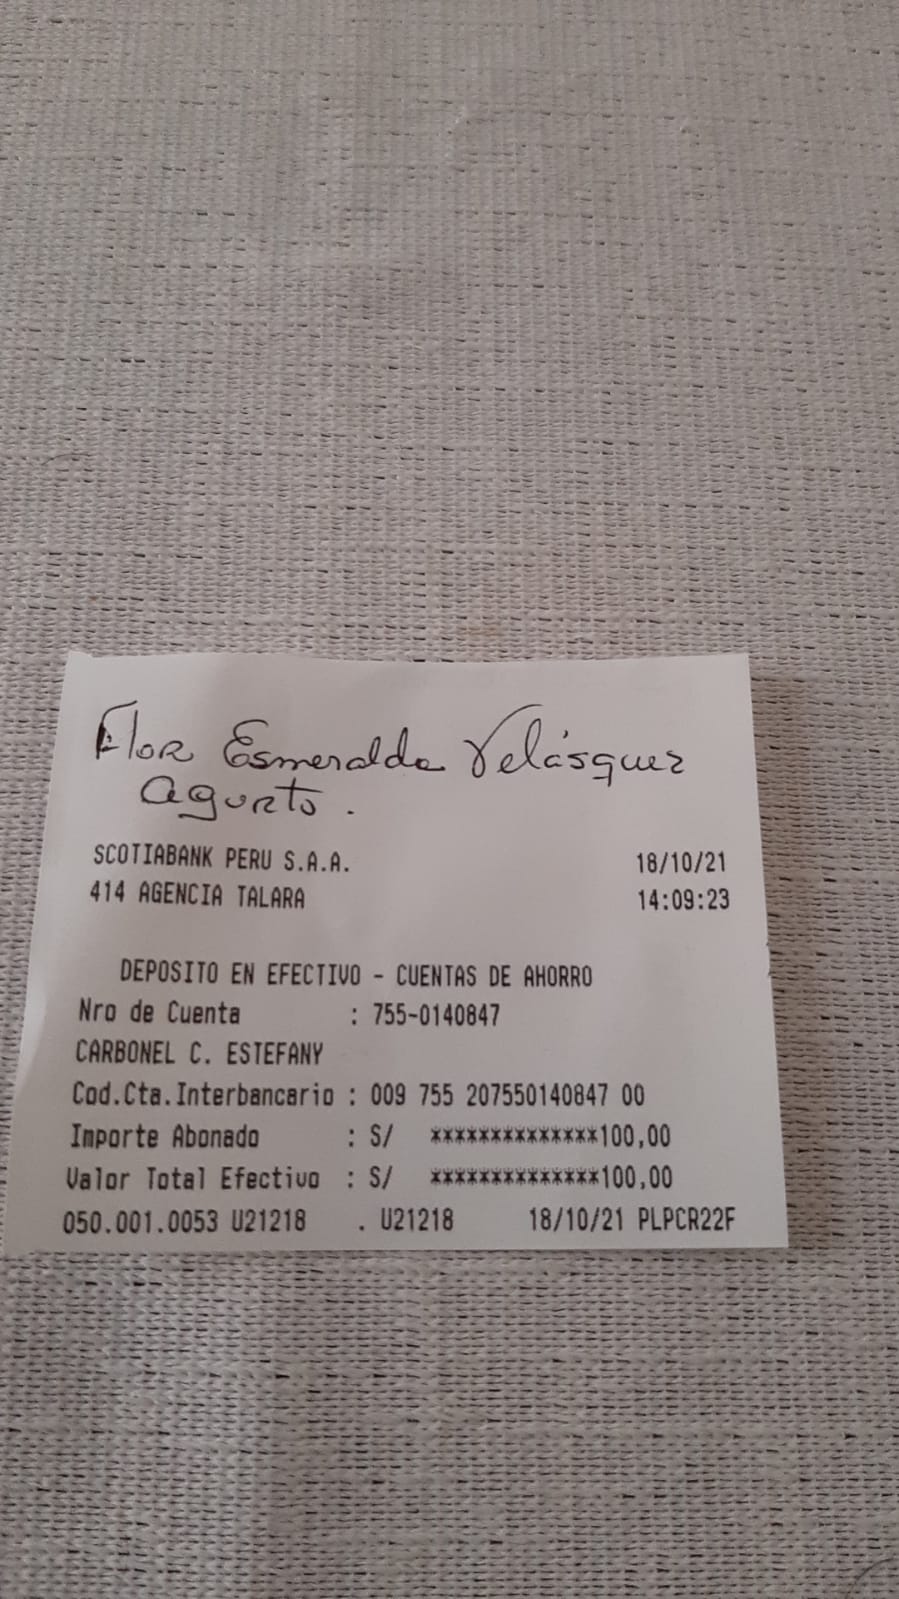 Flor Esmeralda Velásquez
Agurto.
SCOTIABANK PERU S.A.A. 18/10/21
414 AGENCIA TALARA 14:09:23
DEPOSITO EN EFECTIVO - CUENTAS DE AHORRO
Nro de Cuenta : 755-0140847
CARBONEL C. ESTEFANY
Cod.Cta.Interbancario : 009 755 207550140847 00
Importe Abonado : S/ **************100,00
Valor Total Efectivo : S/ **************100,00
050.001.0053 U21218 . U21218 18/10/21 PLPCR22F